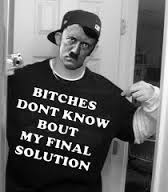 BITCHES
DONT KNOW
BOUT
MY FINAL
SOLUTION